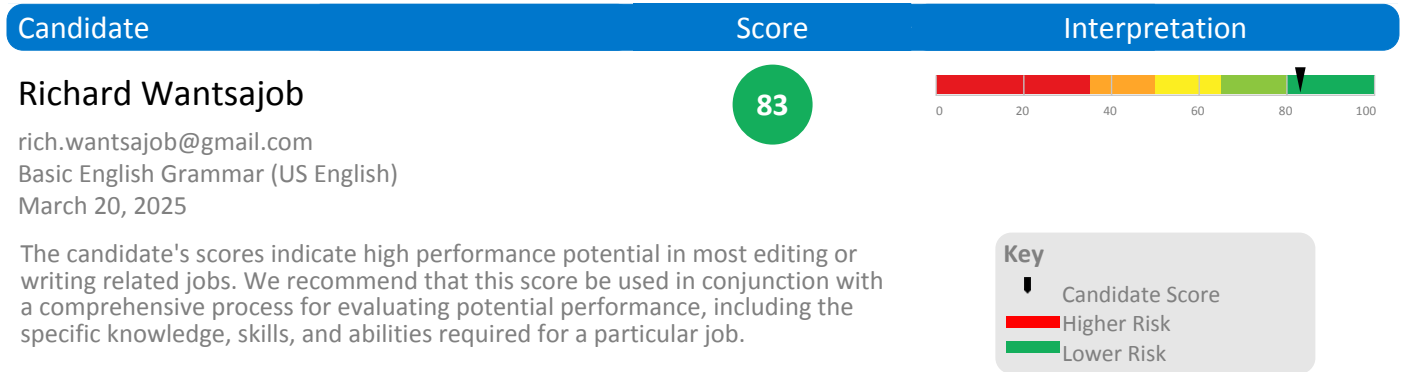 Candidate Score Interpretation
Richard Wantsajob
83
0 20 40 60 80 100
rich.wantsajob@gmail.com
Basic English Grammar (US English)
March 20, 2025
The candidate's scores indicate high performance potential in most editing or
writing related jobs. We recommend that this score be used in conjunction with
a comprehensive process for evaluating potential performance, including the
specific knowledge, skills, and abilities required for a particular job.
Key
Candidate Score
Higher Risk
Lower Risk